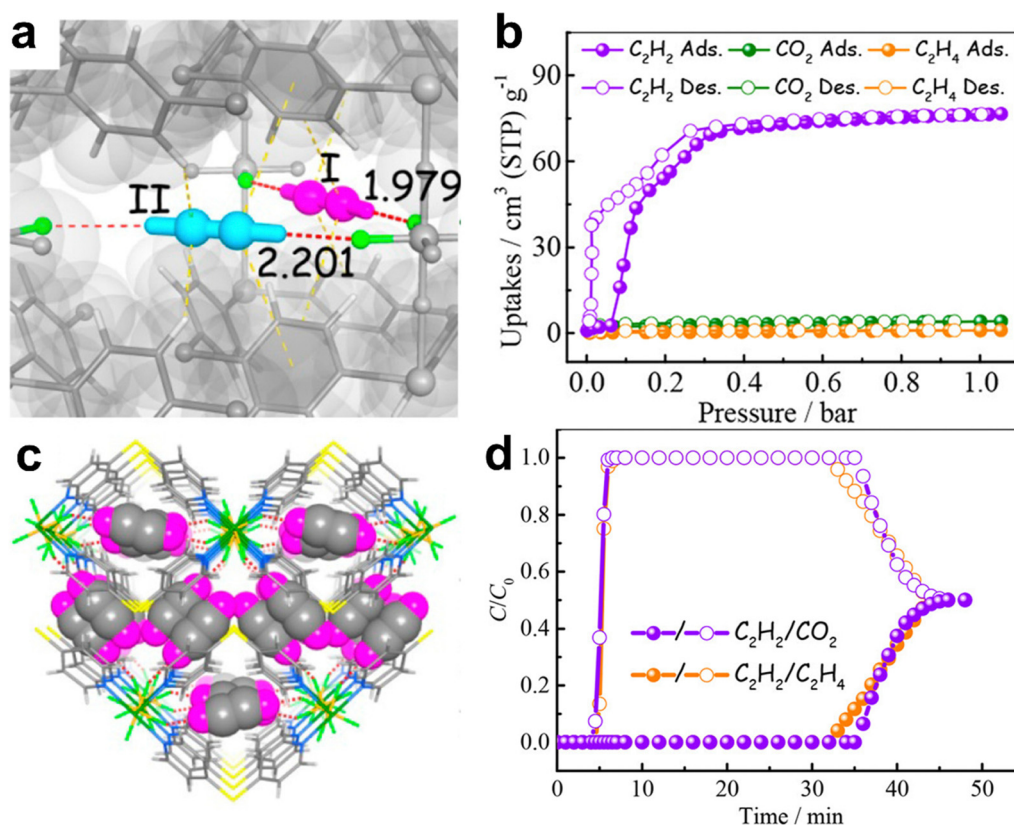 a
I
1.979
II
2.201
b
C₂H₂ Ads. CO₂ Ads. C₂H₄ Ads.
C₂H₂ Des. CO₂ Des. C₂H₄ Des.
90
60
30
0
Uptakes / cm³ (STP) g⁻¹
0.0 0.2 0.4 0.6 0.8 1.0
Pressure / bar
c
d
1.0
0.8
0.6
0.4
0.2
0.0
C/C₀
/ C₂H₂/CO₂
/ C₂H₂/C₂H₄
0 10 20 30 40 50
Time / min